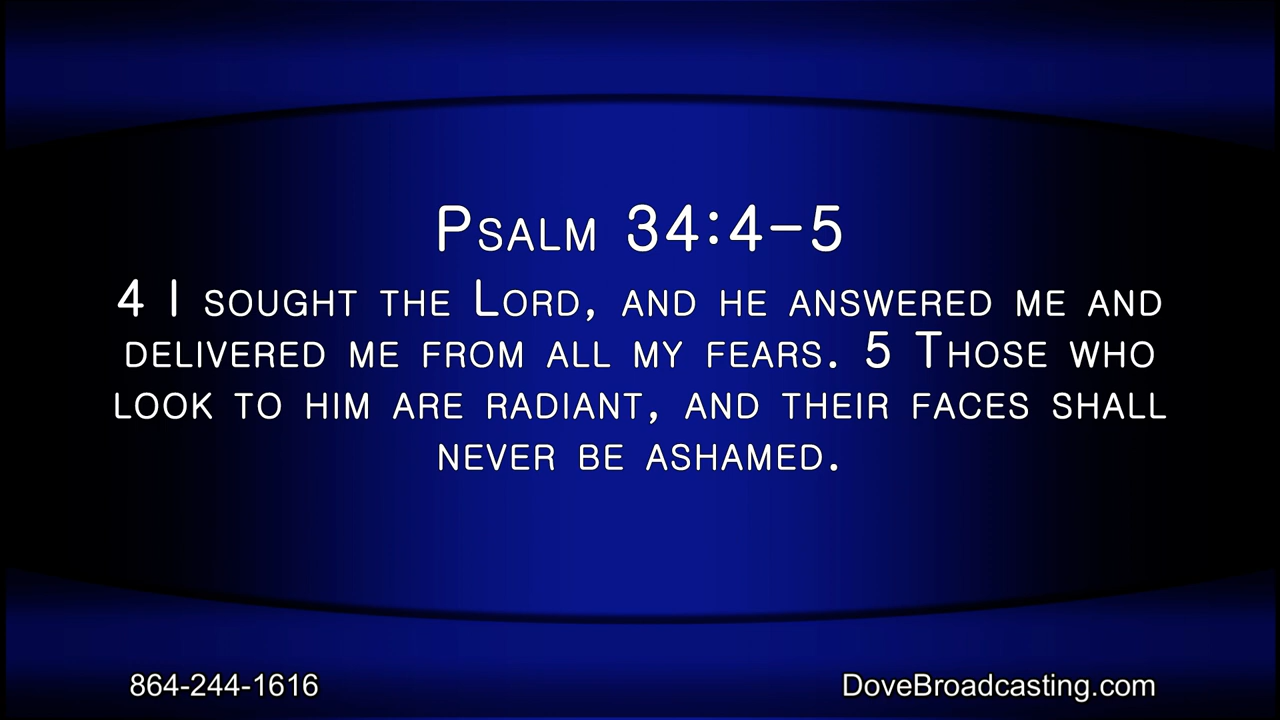 Psalm 34:4-5
4 I sought the Lord, and he answered me and
delivered me from all my fears. 5 Those who
look to him are radiant, and their faces shall
never be ashamed.
864-244-1616
DoveBroadcasting.com